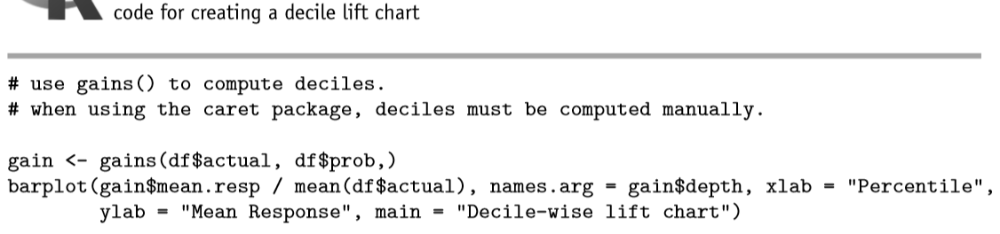 code for creating a decile lift chart
# use gains() to compute deciles.
# when using the caret package, deciles must be computed manually.
gain <- gains(df$actual, df$prob,)
barplot(gain$mean.resp / mean(df$actual), names.arg = gain$depth, xlab = "Percentile",
ylab = "Mean Response", main = "Decile-wise lift chart")